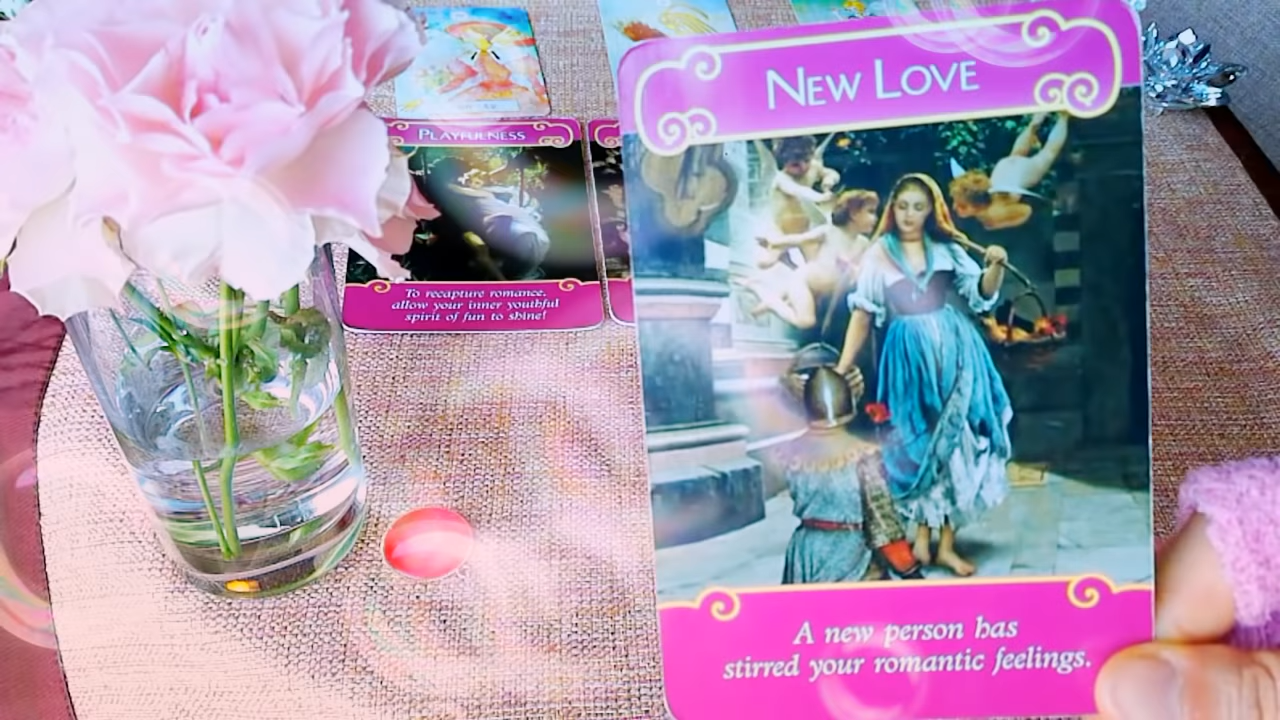 New Love
Playfulness
To recapture romance,
allow your inner youthful
spirit of fun to shine!
A new person has
stirred your romantic feelings.